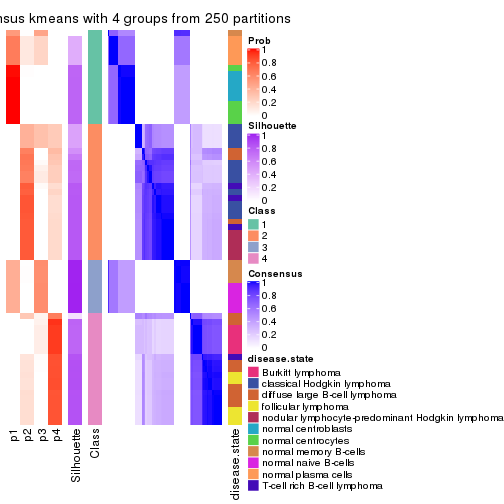 nsus kmeans with 4 groups from 250 partitions
Prob
1
0.8
0.6
0.4
0.2
0
Silhouette
1
0.8
0.6
0.4
0.2
0
Class
1
2
3
4
Consensus
1
0.8
0.6
0.4
0.2
0
disease.state
Burkitt lymphoma
classical Hodgkin lymphoma
diffuse large B-cell lymphoma
follicular lymphoma
nodular lymphocyte-predominant Hodgkin lymphoma
normal centroblasts
normal centrocytes
normal memory B-cells
normal naive B-cells
normal plasma cells
T-cell rich B-cell lymphoma
p1
p2
p3
p4
Silhouette
Class
disease.state